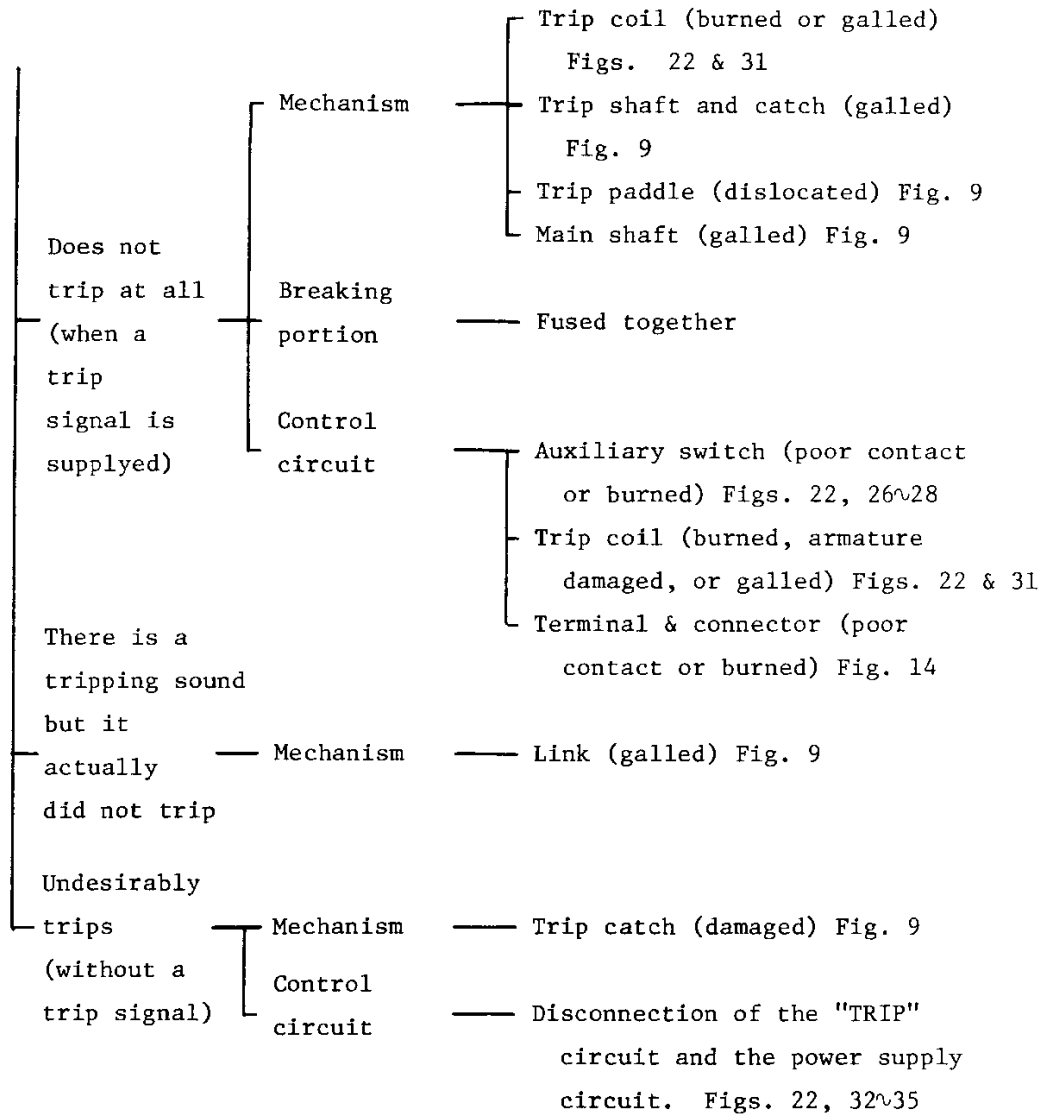 Does not
trip at all
(when a
trip
signal is
supplyed)
Mechanism
Trip coil (burned or galled)
Figs. 22 & 31
Trip shaft and catch (galled)
Fig. 9
Trip paddle (dislocated) Fig. 9
Main shaft (galled) Fig. 9
Breaking
portion
Fused together
Control
circuit
Auxiliary switch (poor contact
or burned) Figs. 22, 26∿28
Trip coil (burned, armature
damaged, or galled) Figs. 22 & 31
Terminal & connector (poor
contact or burned) Fig. 14
There is a
tripping sound
but it
actually
did not trip
Mechanism
Link (galled) Fig. 9
Undesirably
trips
(without a
trip signal)
Mechanism
Trip catch (damaged) Fig. 9
Control
circuit
Disconnection of the "TRIP"
circuit and the power supply
circuit. Figs. 22, 32∿35